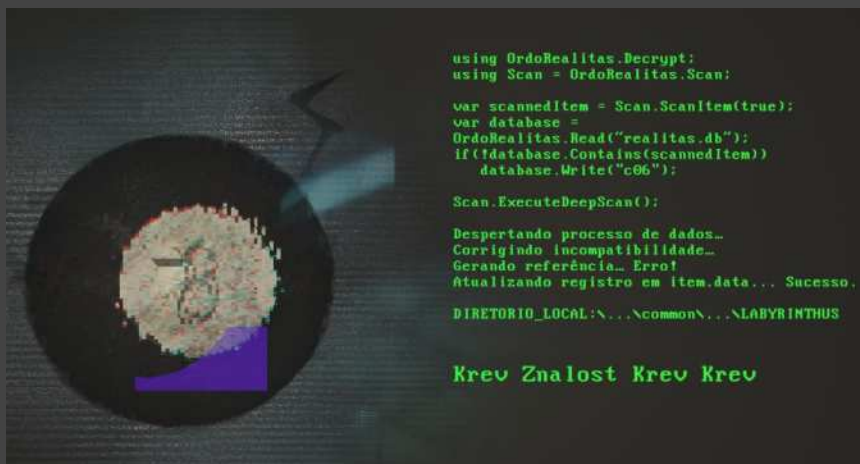 using OrdoRealitas.Decrypt;
using Scan = OrdoRealitas.Scan;
var scannedItem = Scan.ScanItem(true);
var database =
OrdoRealitas.Read("realitas.db");
if(!database.Contains(scannedItem))
database.Write("c06");
Scan.ExecuteDeepScan();
Despertando processo de dados…
Corrigindo incompatibilidade…
Gerando referência… Erro!
Atualizando registro em item.data... Sucesso.
DIRETORIO_LOCAL:\...\common\...\LABYRINTHUS
Krev Znalost Krev Krev